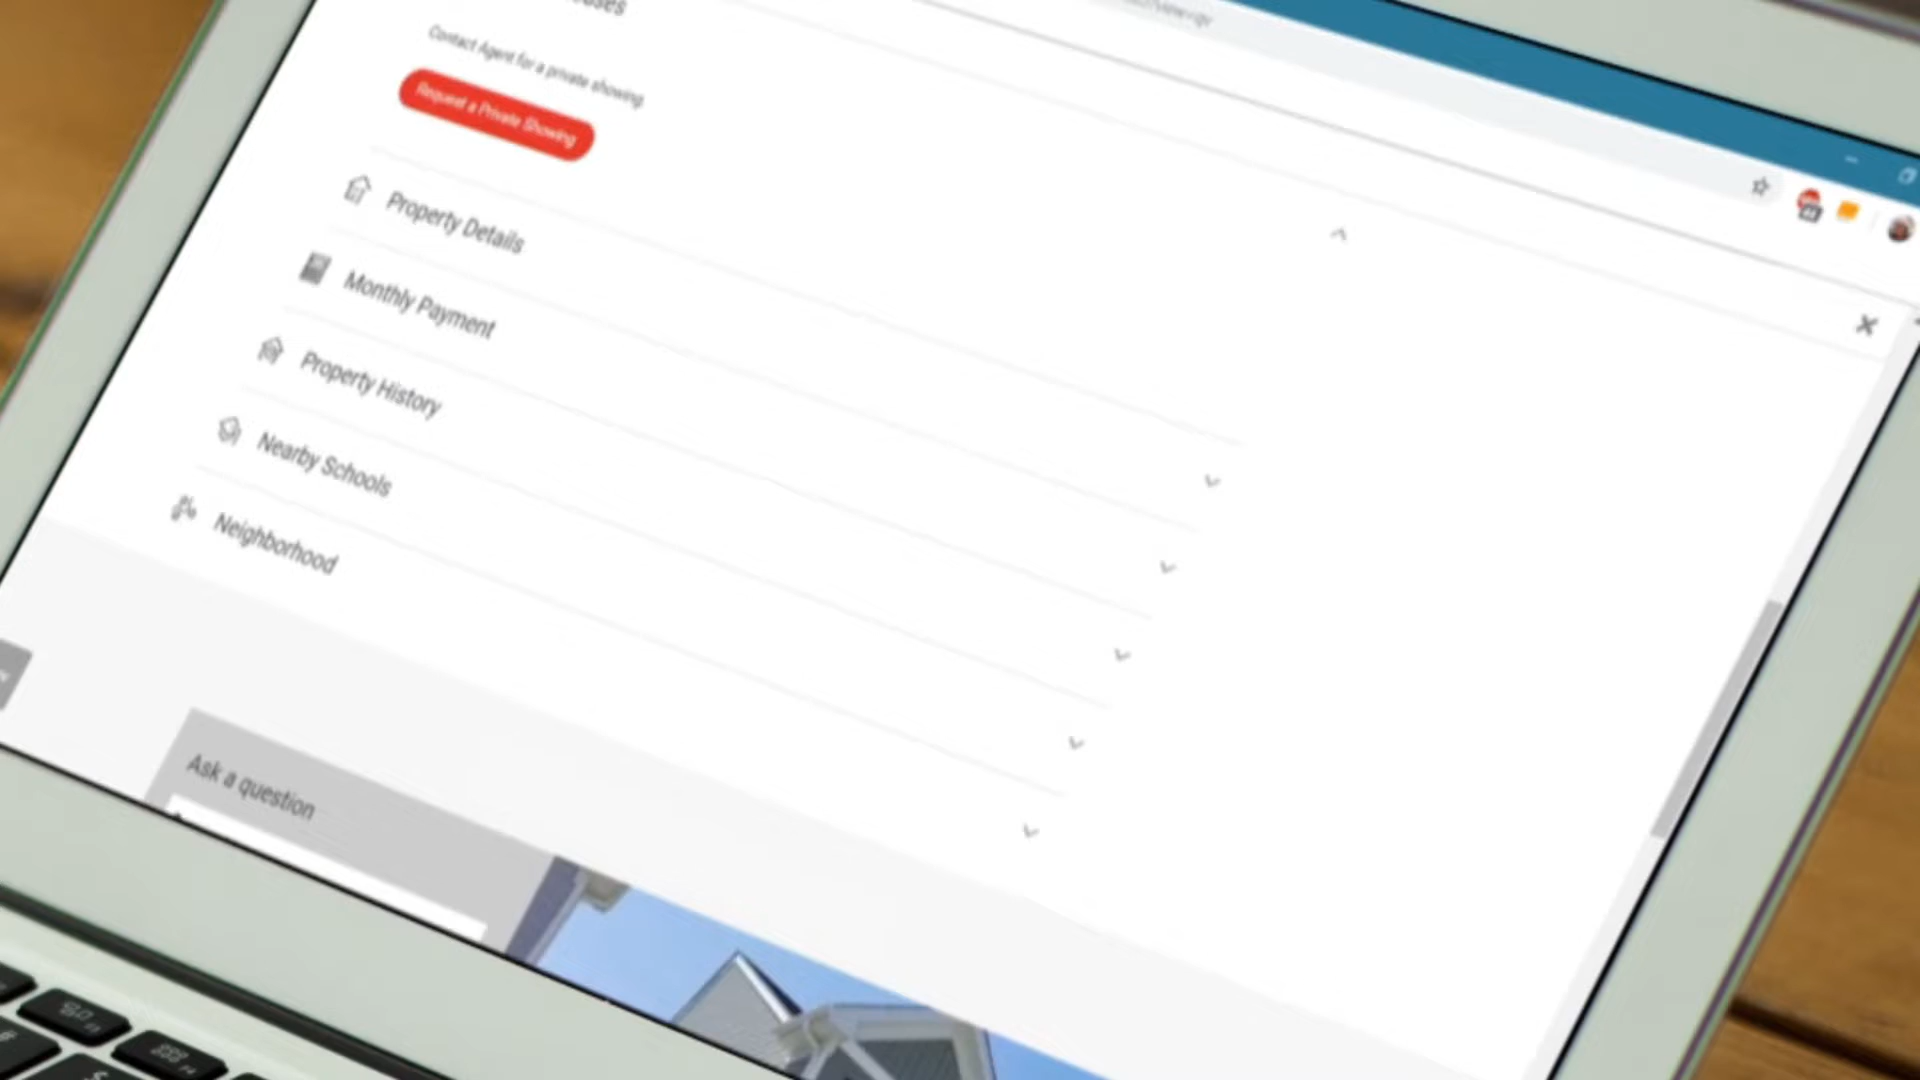 Contact Agent for a private showing
Request a Private Showing
Property Details
Monthly Payment
Property History
Nearby Schools
Neighborhood
Ask a question